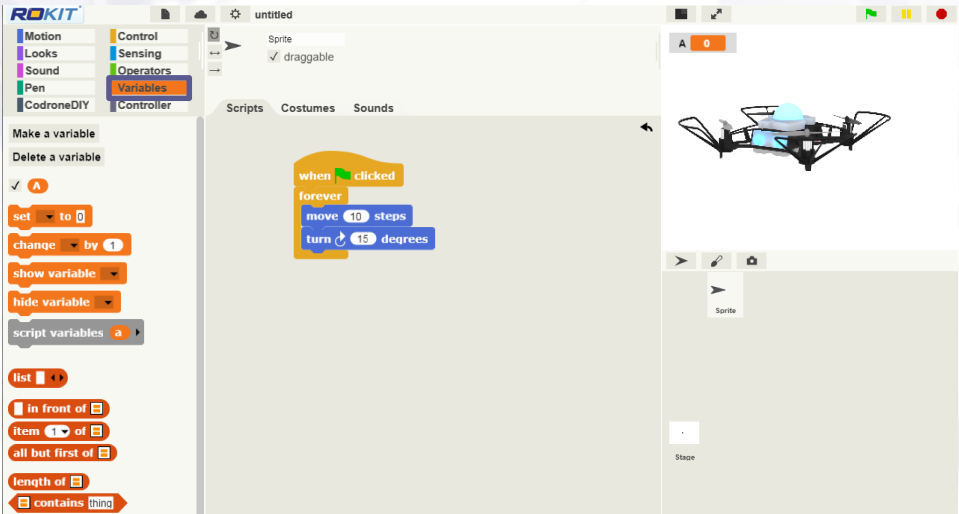 ROKIT
untitled
Motion
Control
Looks
Sensing
Sound
Operators
Pen
Variables
CodroneDIY
Controller
Make a variable
Delete a variable
A
set to 0
change by 1
show variable
hide variable
script variables a
list
in front of
item 1 of
all but first of
length of
contains thing
Sprite
draggable
Scripts Costumes Sounds
when clicked
forever
move 10 steps
turn 15 degrees
A 0
Sprite
Stage